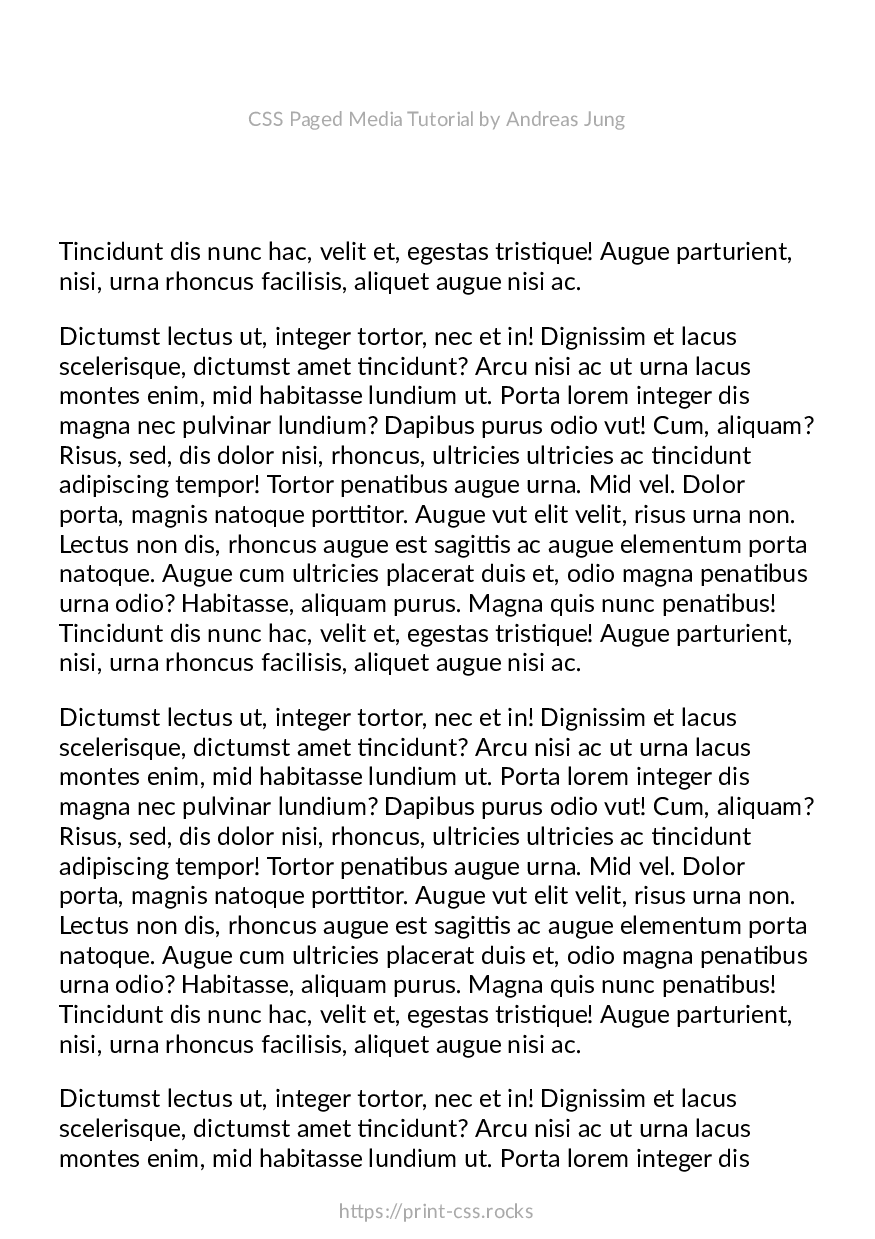 CSS Paged Media Tutorial by Andreas Jung
Tincidunt dis nunc hac, velit et, egestas tristique! Augue parturient,
nisi, urna rhoncus facilisis, aliquet augue nisi ac.
Dictumst lectus ut, integer tortor, nec et in! Dignissim et lacus
scelerisque, dictumst amet tincidunt? Arcu nisi ac ut urna lacus
montes enim, mid habitasse lundium ut. Porta lorem integer dis
magna nec pulvinar lundium? Dapibus purus odio vut! Cum, aliquam?
Risus, sed, dis dolor nisi, rhoncus, ultricies ultricies ac tincidunt
adipiscing tempor! Tortor penatibus augue urna. Mid vel. Dolor
porta, magnis natoque porttitor. Augue vut elit velit, risus urna non.
Lectus non dis, rhoncus augue est sagittis ac augue elementum porta
natoque. Augue cum ultricies placerat duis et, odio magna penatibus
urna odio? Habitasse, aliquam purus. Magna quis nunc penatibus!
Tincidunt dis nunc hac, velit et, egestas tristique! Augue parturient,
nisi, urna rhoncus facilisis, aliquet augue nisi ac.
Dictumst lectus ut, integer tortor, nec et in! Dignissim et lacus
scelerisque, dictumst amet tincidunt? Arcu nisi ac ut urna lacus
montes enim, mid habitasse lundium ut. Porta lorem integer dis
magna nec pulvinar lundium? Dapibus purus odio vut! Cum, aliquam?
Risus, sed, dis dolor nisi, rhoncus, ultricies ultricies ac tincidunt
adipiscing tempor! Tortor penatibus augue urna. Mid vel. Dolor
porta, magnis natoque porttitor. Augue vut elit velit, risus urna non.
Lectus non dis, rhoncus augue est sagittis ac augue elementum porta
natoque. Augue cum ultricies placerat duis et, odio magna penatibus
urna odio? Habitasse, aliquam purus. Magna quis nunc penatibus!
Tincidunt dis nunc hac, velit et, egestas tristique! Augue parturient,
nisi, urna rhoncus facilisis, aliquet augue nisi ac.
Dictumst lectus ut, integer tortor, nec et in! Dignissim et lacus
scelerisque, dictumst amet tincidunt? Arcu nisi ac ut urna lacus
montes enim, mid habitasse lundium ut. Porta lorem integer dis
https://print-css.rocks